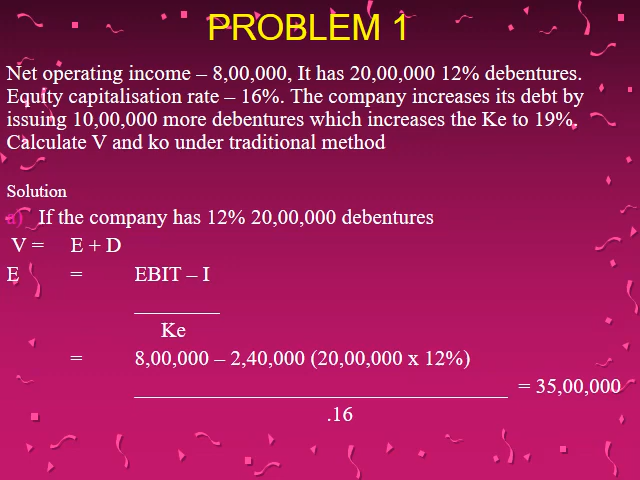 PROBLEM 1
Net operating income – 8,00,000, It has 20,00,000 12% debentures.
Equity capitalisation rate – 16%. The company increases its debt by
issuing 10,00,000 more debentures which increases the Ke to 19%.
Calculate V and ko under traditional method
Solution
a) If the company has 12% 20,00,000 debentures
V = E + D
E = EBIT – I
Ke
= 8,00,000 – 2,40,000 (20,00,000 x 12%)
= 35,00,000
.16